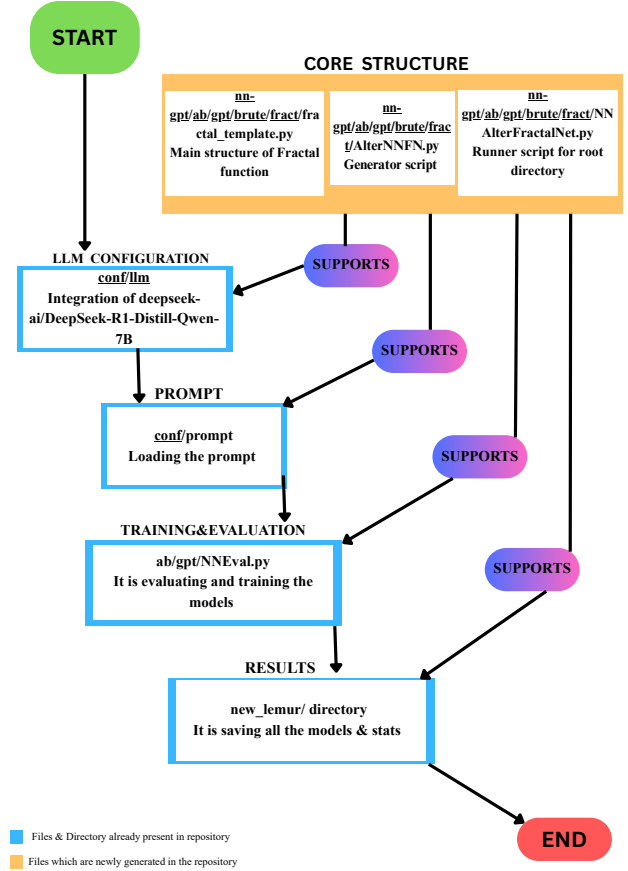 START
CORE STRUCTURE
nn-
gpt/ab/gpt/brute/fract/fra
ctal_template.py
Main structure of Fractal
function
nn-
gpt/ab/gpt/brute/frac
t/AlterNNFN.py
Generator script
nn-
gpt/ab/gpt/brute/fract/NN
AlterFractalNet.py
Runner script for root
directory
SUPPORTS
LLM CONFIGURATION
conf/llm
Integration of deepseek-
ai/DeepSeek-R1-Distill-Qwen-
7B
SUPPORTS
PROMPT
conf/prompt
Loading the prompt
SUPPORTS
TRAINING&EVALUATION
ab/gpt/NNEval.py
It is evaluating and training the
models
SUPPORTS
RESULTS
new_lemur/ directory
It is saving all the models & stats
END
Files & Directory already present in repository
Files which are newly generated in the repository